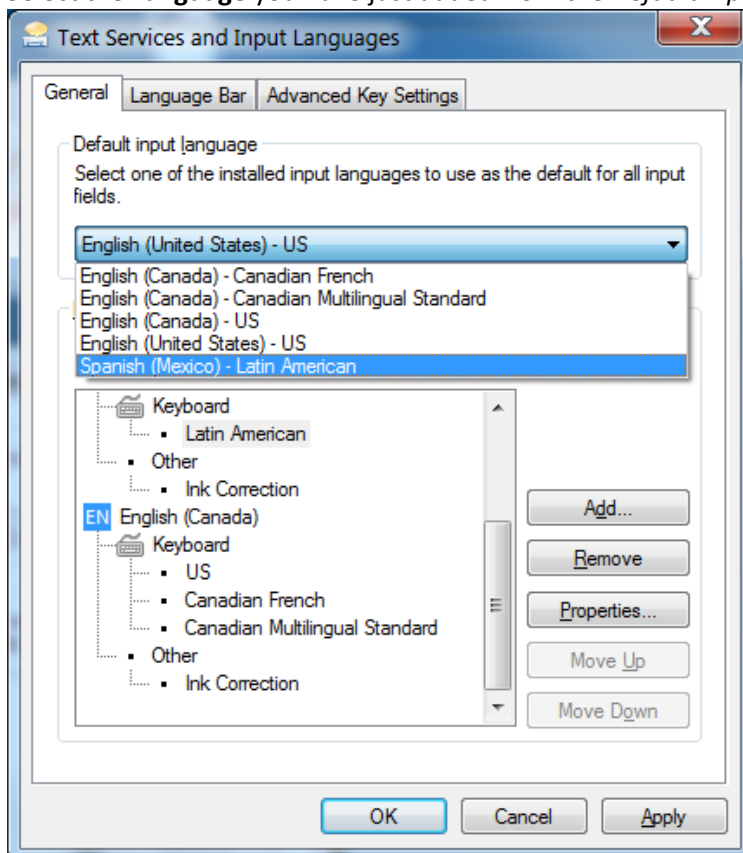 Text Services and Input Languages
X
General Language Bar Advanced Key Settings
Default input language
Select one of the installed input languages to use as the default for all input
fields.
English (United States) - US
English (Canada) - Canadian French
English (Canada) - Canadian Multilingual Standard
English (Canada) - US
English (United States) - US
Spanish (Mexico) - Latin American
Keyboard
Latin American
Other
Ink Correction
EN English (Canada)
Keyboard
US
Canadian French
Canadian Multilingual Standard
Other
Ink Correction
Add...
Remove
Properties...
Move Up
Move Down
OK Cancel Apply